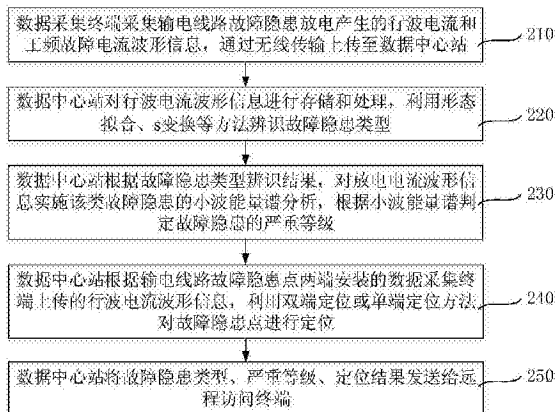 数据采集终端采集输电线路故障隐患放电产生的行波电流和
工频故障电流波形信息，通过无线传输上传至数据中心站
210
数据中心站对行波电流波形信息进行存储和处理，利用形态
拟合、s变换等方法辨识故障隐患类型
220
数据中心站根据故障隐患类型辨识结果，对放电电流波形信
息实施该类故障隐患的小波能量谱分析，根据小波能量谱判
定故障隐患的严重等级
230
数据中心站根据输电线路故障隐患点两端安装的数据采集终
端上传的行波电流波形信息，利用双端定位或单端定位方法
对故障隐患点进行定位
240
数据中心站将故障隐患类型、严重等级、定位结果发送给远
程访问终端
250